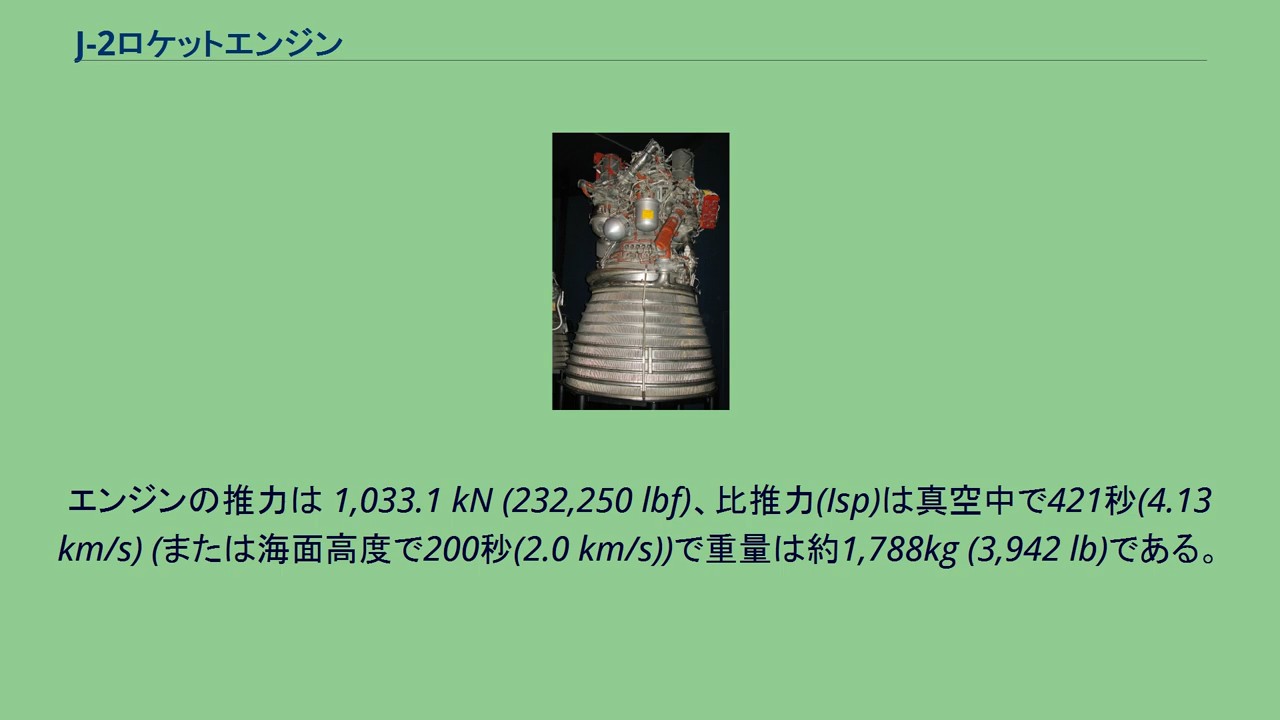 J-2ロケットエンジン
エンジンの推力は 1,033.1 kN (232,250 lbf)、比推力(Isp)は真空中で421秒(4.13
km/s) (または海面高度で200秒(2.0 km/s))で重量は約1,788kg (3,942 lb)である。